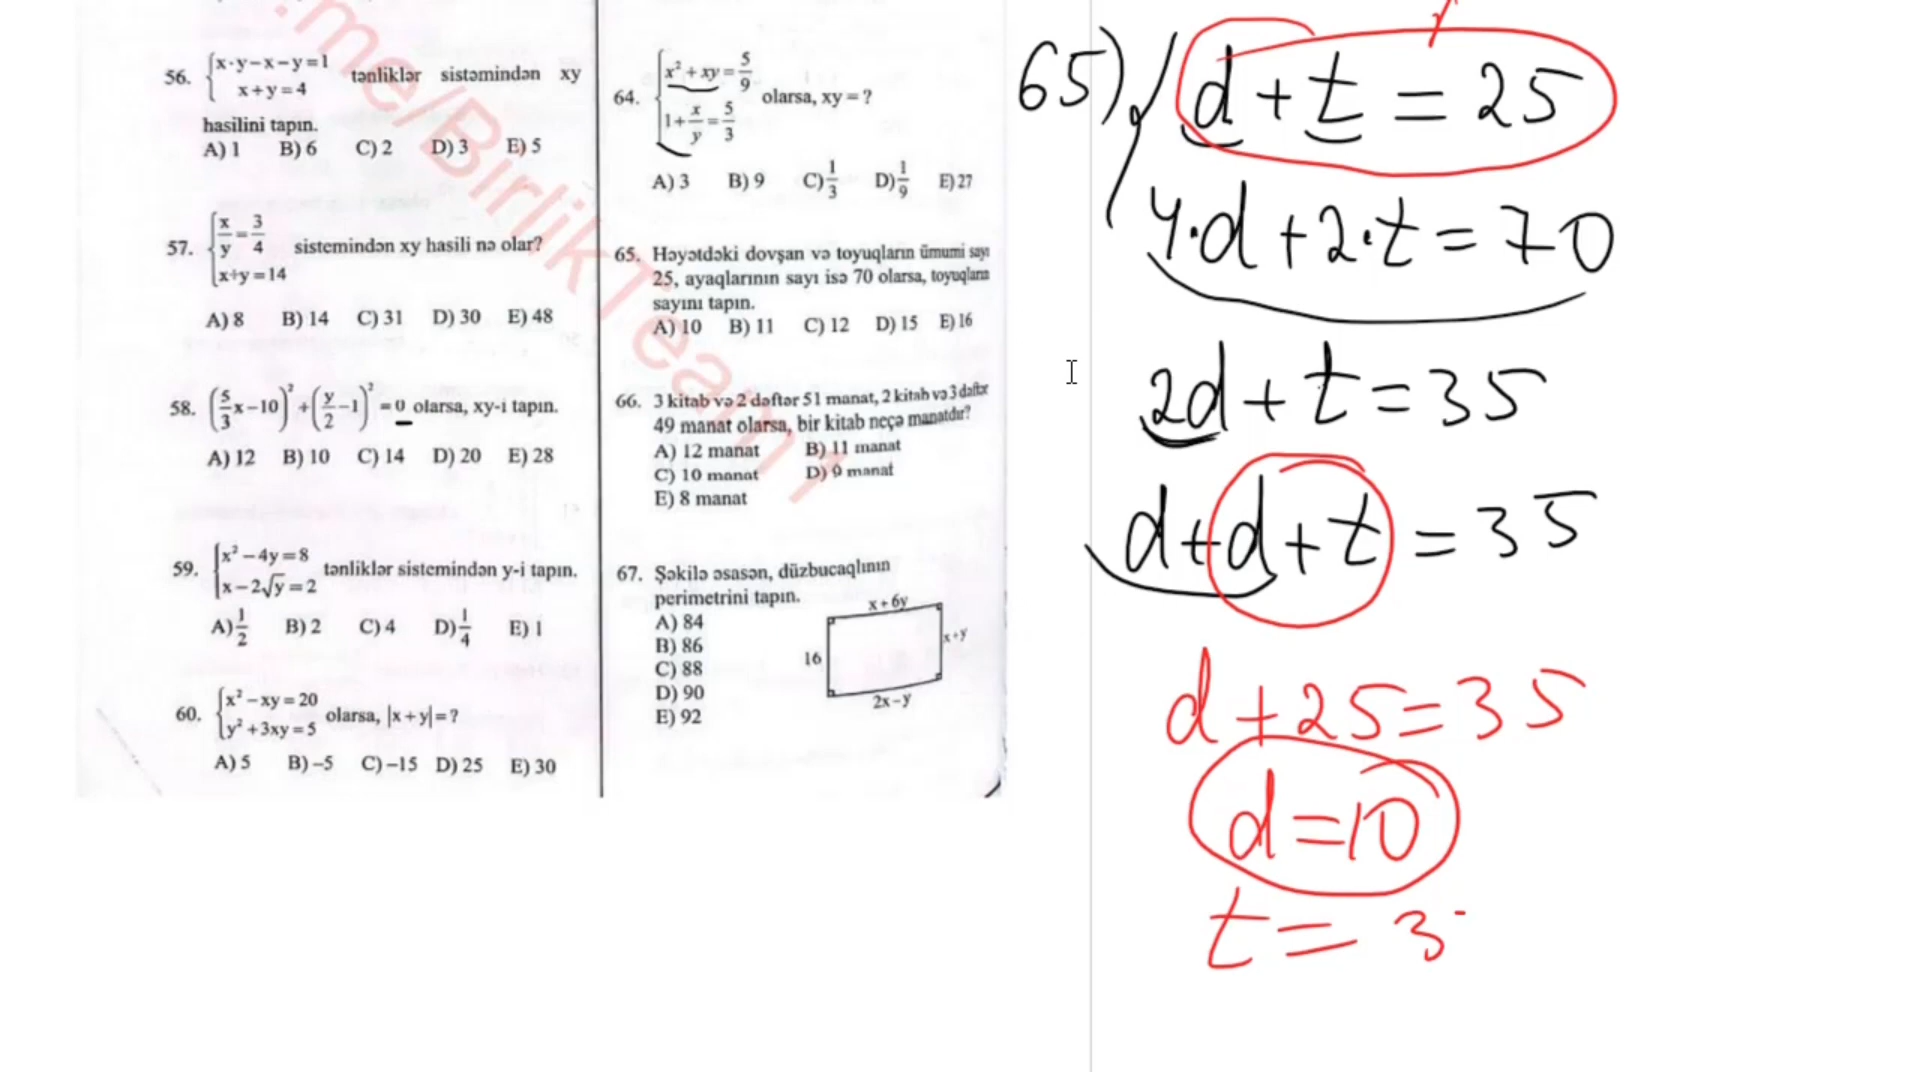 56. {x·y−x−y=1
x+y=4 tənliklər sistəmindən xy
hasilini tapın.
A) 1 B) 6 C) 2 D) 3 E) 5
57. {x/y = 3/4
x+y=14 sistemindən xy hasili nə olar?
A) 8 B) 14 C) 31 D) 30 E) 48
58. (5/3 x−10)² + (y/2 −1)² = 0 olarsa, xy-i tapın.
A) 12 B) 10 C) 14 D) 20 E) 28
59. {x² − 4y = 8
x − 2√y = 2 tənliklər sistemindən y-i tapın.
A) 1/2 B) 2 C) 4 D) 1/4 E) 1
60. {x² − xy = 20
y² + 3xy = 5 olarsa, |x+y| = ?
A) 5 B) −5 C) −15 D) 25 E) 30
64. {x² + xy = 5/9
1 + x/y = 5/3 olarsa, xy = ?
A) 3 B) 9 C) 1/3 D) 1/9 E) 27
65. Həyətdəki dovşan və toyuqların ümumi sayı
25, ayaqlarının sayı isə 70 olarsa, toyuqların
sayını tapın.
A) 10 B) 11 C) 12 D) 15 E) 16
66. 3 kitab və 2 dəftər 51 manat, 2 kitab və 3 dəftər
49 manat olarsa, bir kitab neçə manatdır?
A) 12 manat B) 11 manat
C) 10 manat D) 9 manat
E) 8 manat
67. Şəkilə əsasən, düzbucaqlının
perimetrini tapın.
A) 84
B) 86
C) 88
D) 90
E) 92
x+6y
16
x+y
2x−y
.me/BirlikTeam1
65)
d + t = 25
4·d + 2·t = 70
2d + t = 35
d + d + t = 35
d + 25 = 35
d = 10
t = 3